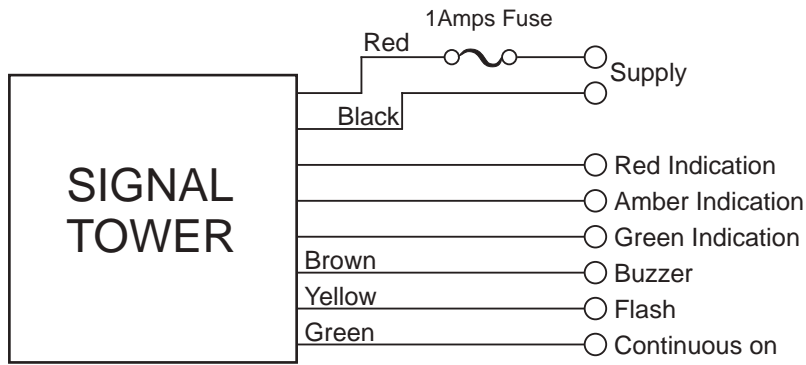 1Amps Fuse
Red
Supply
Black
SIGNAL
TOWER
Red Indication
Amber Indication
Green Indication
Brown
Buzzer
Yellow
Flash
Green
Continuous on